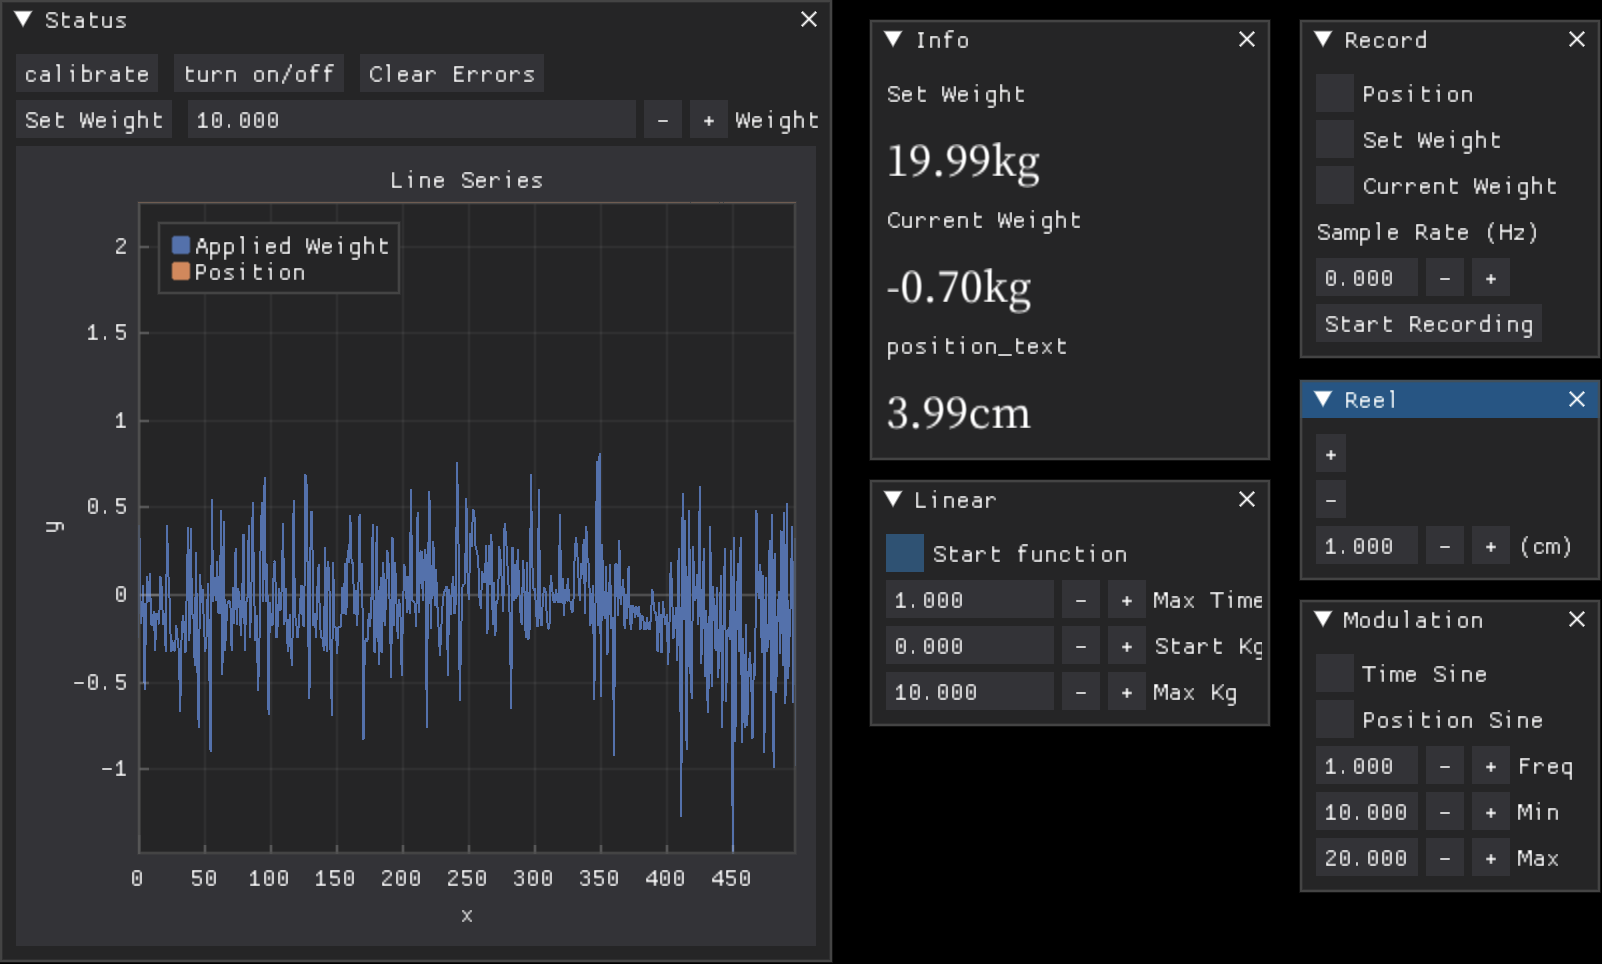 Status
calibrate turn on/off Clear Errors
Set Weight 10.000 - + Weight
Line Series
Applied Weight
Position
2
1.5
1
0.5
0
-0.5
-1
y
0 50 100 150 200 250 300 350 400 450
x
Info
Set Weight
19.99kg
Current Weight
-0.70kg
position_text
3.99cm
Linear
Start function
1.000 - + Max Time
0.000 - + Start Kg
10.000 - + Max Kg
Record
Position
Set Weight
Current Weight
Sample Rate (Hz)
0.000 - +
Start Recording
Reel
+
-
1.000 - + (cm)
Modulation
Time Sine
Position Sine
1.000 - + Freq
10.000 - + Min
20.000 - + Max